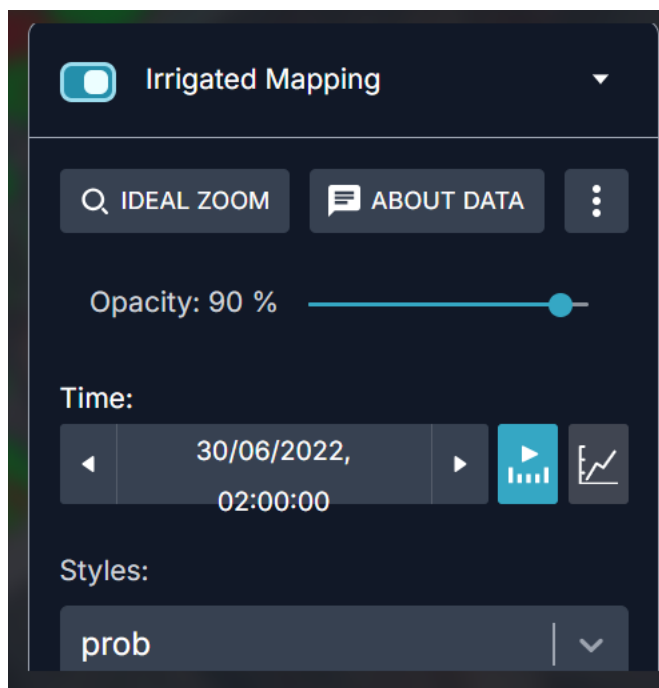 Irrigated Mapping
IDEAL ZOOM
ABOUT DATA
Opacity: 90 %
Time:
30/06/2022,
02:00:00
Styles:
prob